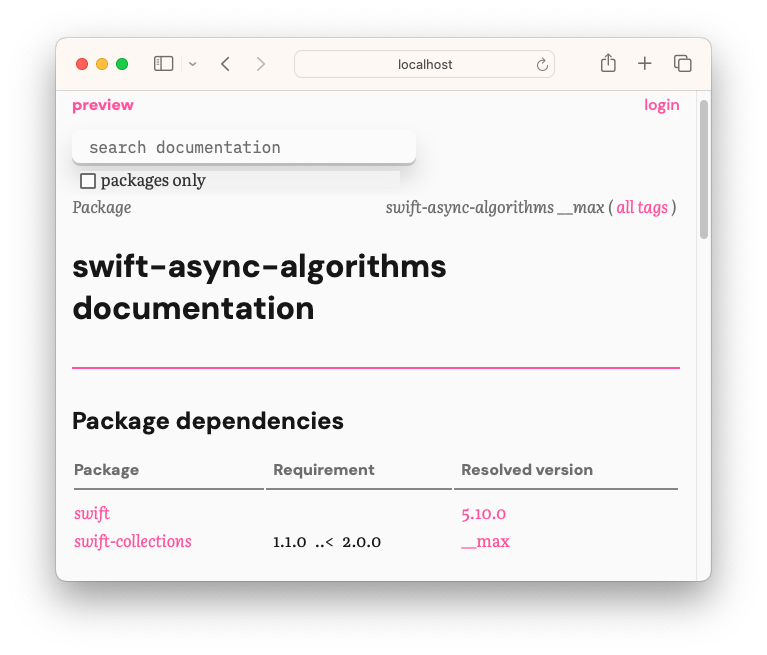 localhost
preview login
search documentation
packages only
Package swift-async-algorithms __max ( all tags )
swift-async-algorithms
documentation
Package dependencies
Package Requirement Resolved version
swift 5.10.0
swift-collections 1.1.0 ..< 2.0.0 __max